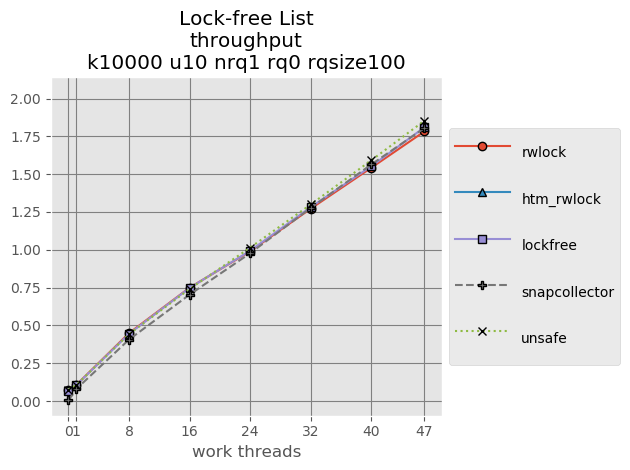 Lock-free List
throughput
k10000 u10 nrq1 rq0 rqsize100
2.00
1.75
1.50
1.25
1.00
0.75
0.50
0.25
0.00
0 1 8 16 24 32 40 47
work threads
rwlock
htm_rwlock
lockfree
snapcollector
unsafe